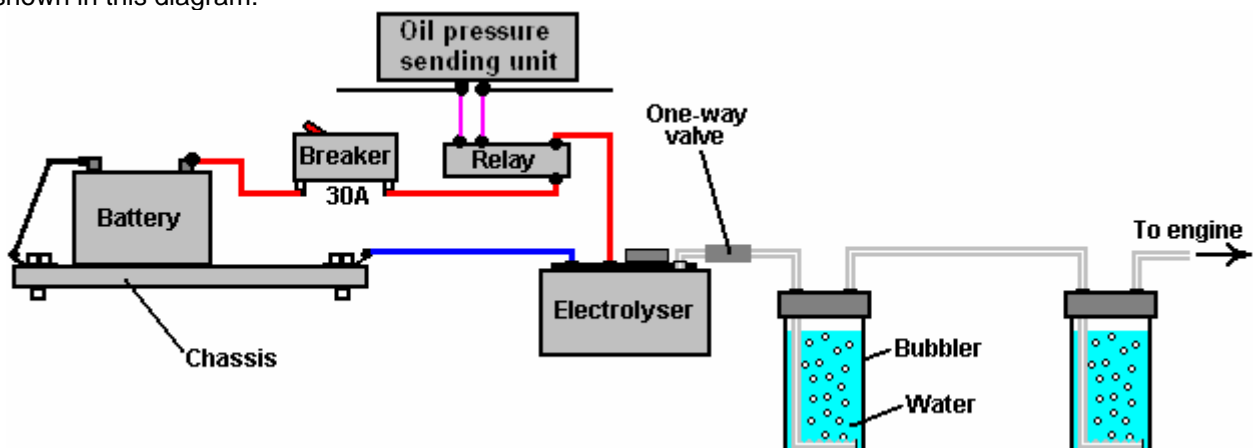 shown in this diagram:
Oil pressure
sending unit
One-way
valve
Breaker
Relay
30A
Battery
To engine
Electrolyser
Chassis
Bubbler
Water